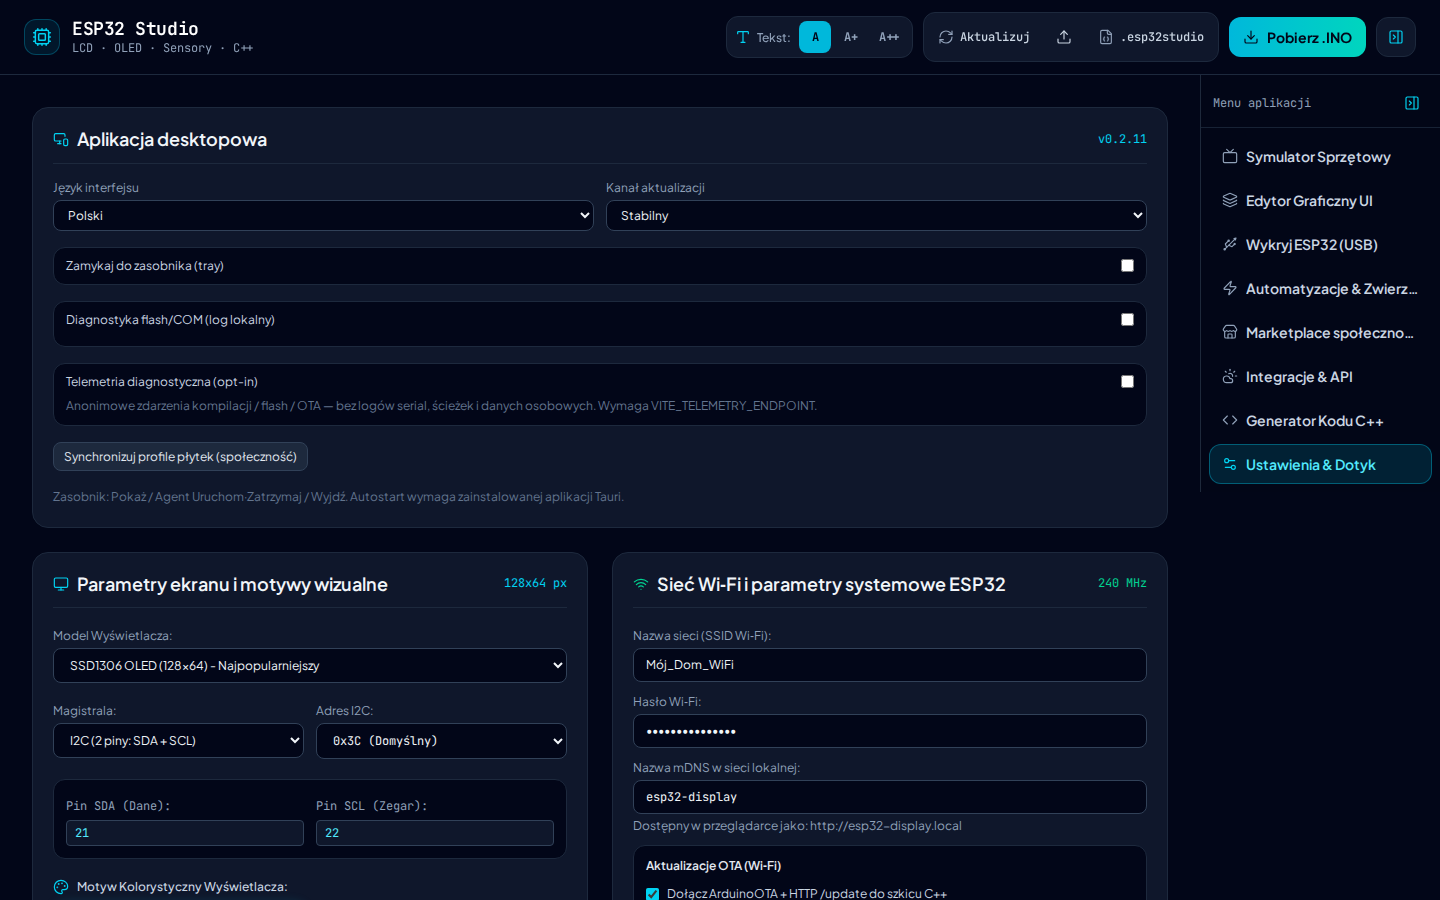 ESP32 Studio
LCD · OLED · Sensory · C++
Tekst: A A+ A++
Aktualizuj
.esp32studio
Pobierz .INO
Menu aplikacji
Symulator Sprzętowy
Edytor Graficzny UI
Wykryj ESP32 (USB)
Automatyzacje & Zwierz...
Marketplace społeczno...
Integracje & API
Generator Kodu C++
Ustawienia & Dotyk
Aplikacja desktopowa
v0.2.11
Język interfejsu
Kanał aktualizacji
Polski
Stabilny
Zamykaj do zasobnika (tray)
Diagnostyka flash/COM (log lokalny)
Telemetria diagnostyczna (opt-in)
Anonimowe zdarzenia kompilacji / flash / OTA — bez logów serial, ścieżek i danych osobowych. Wymaga VITE_TELEMETRY_ENDPOINT.
Synchronizuj profile płytek (społeczność)
Zasobnik: Pokaż / Agent Uruchom·Zatrzymaj / Wyjdź. Autostart wymaga zainstalowanej aplikacji Tauri.
Parametry ekranu i motywy wizualne
128x64 px
Model Wyświetlacza:
SSD1306 OLED (128x64) - Najpopularniejszy
Magistrala:
Adres I2C:
I2C (2 piny: SDA + SCL)
0x3C (Domyślny)
Pin SDA (Dane):
Pin SCL (Zegar):
21
22
Motyw Kolorystyczny Wyświetlacza:
Sieć Wi-Fi i parametry systemowe ESP32
240 MHz
Nazwa sieci (SSID Wi-Fi):
Mój_Dom_WiFi
Hasło Wi-Fi:
•••••••••••••••
Nazwa mDNS w sieci lokalnej:
esp32-display
Dostępny w przeglądarce jako: http://esp32-display.local
Aktualizacje OTA (Wi-Fi)
Dołącz ArduinoOTA + HTTP /update do szkicu C++